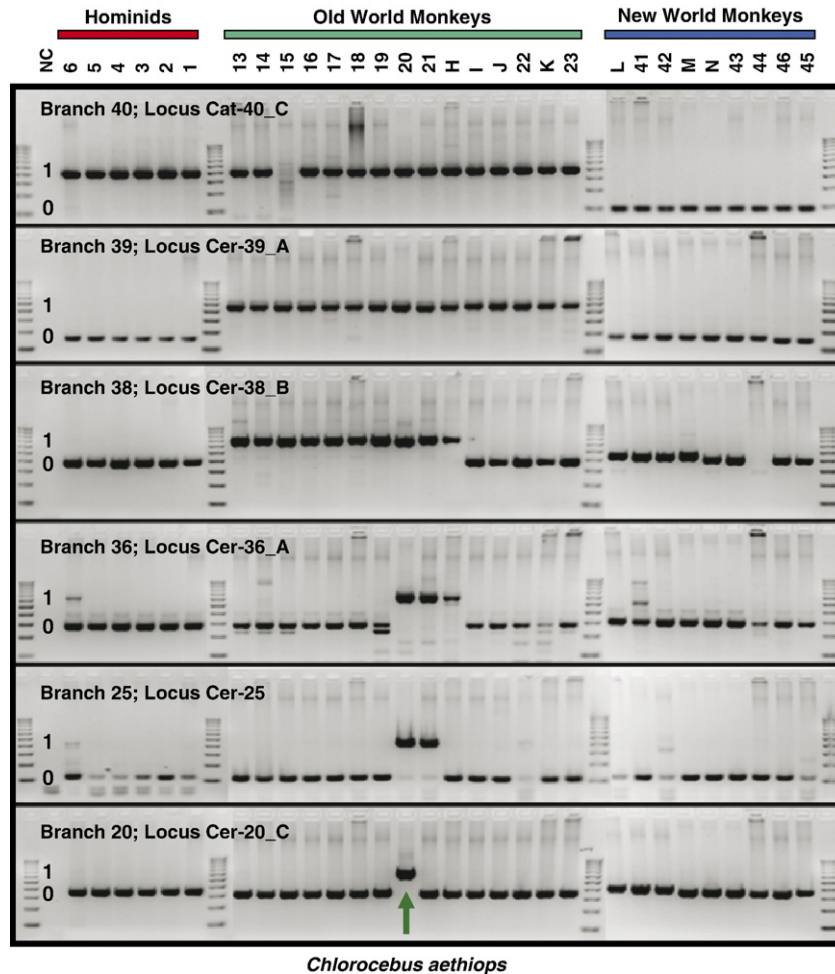 Hominids Old World Monkeys New World Monkeys
NC 6 5 4 3 2 1 13 14 15 16 17 18 19 20 21 H I J 22 K 23 L 41 42 M N 43 44 46 45
Branch 40; Locus Cat-40_C
1
0
Branch 39; Locus Cer-39_A
1
0
Branch 38; Locus Cer-38_B
1
0
Branch 36; Locus Cer-36_A
1
0
Branch 25; Locus Cer-25
1
0
Branch 20; Locus Cer-20_C
1
0
Chlorocebus aethiops